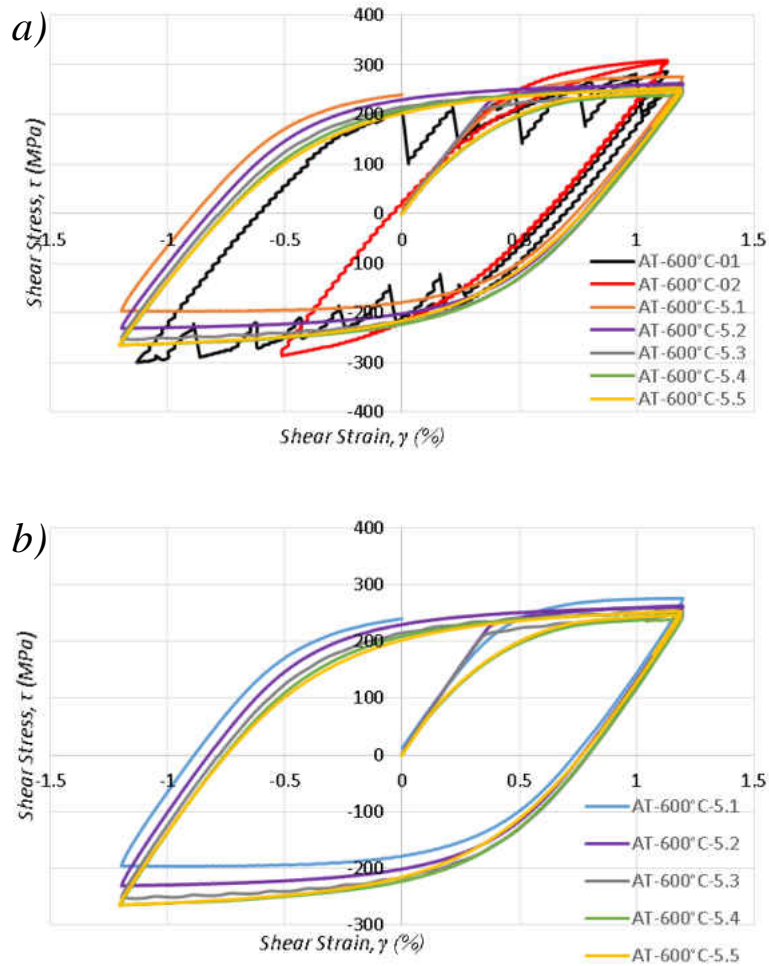 a)
400
300
200
100
0
-100
-200
-300
-400
-1.5
-1
-0.5
0
0.5
1
1.5
Shear Stress, τ (MPa)
Shear Strain, γ (%)
AT-600°C-01
AT-600°C-02
AT-600°C-5.1
AT-600°C-5.2
AT-600°C-5.3
AT-600°C-5.4
AT-600°C-5.5
b)
400
300
200
100
0
-100
-200
-300
-1.5
-1
-0.5
0
0.5
1
1.5
Shear Stress, τ (MPa)
Shear Strain, γ (%)
AT-600°C-5.1
AT-600°C-5.2
AT-600°C-5.3
AT-600°C-5.4
AT-600°C-5.5